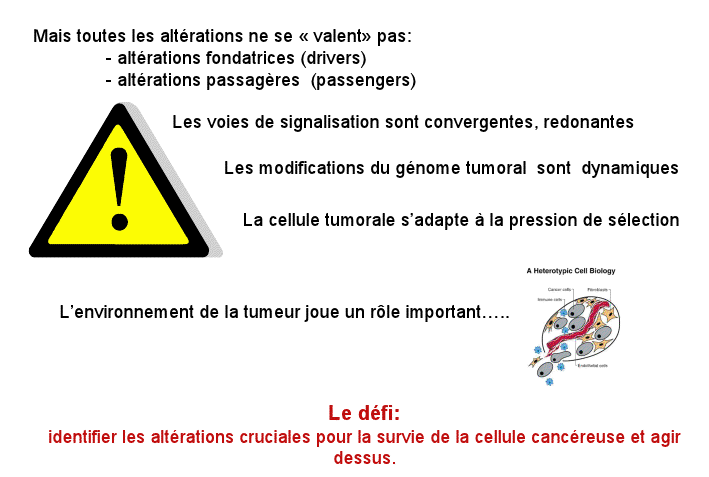 Mais toutes les altérations ne se « valent» pas:
- altérations fondatrices (drivers)
- altérations passagères (passengers)
Les voies de signalisation sont convergentes, redonantes
Les modifications du génome tumoral sont dynamiques
La cellule tumorale s'adapte à la pression de sélection
A Heterotypic Cell Biology
Cancer cells
Fibroblasts
Immune cells
L'environnement de la tumeur joue un rôle important…..
Endothelial cells
Le défi:
identifier les altérations cruciales pour la survie de la cellule cancéreuse et agir
dessus.